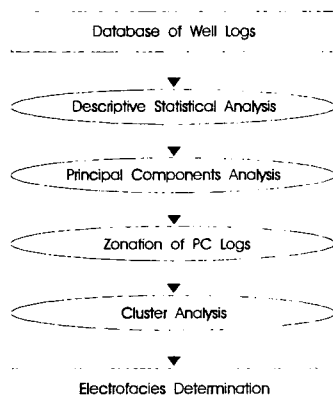 Database of Well Logs
Descriptive Statistical Analysis
Principal Components Analysis
Zonation of PC Logs
Cluster Analysis
Electrofacies Determination